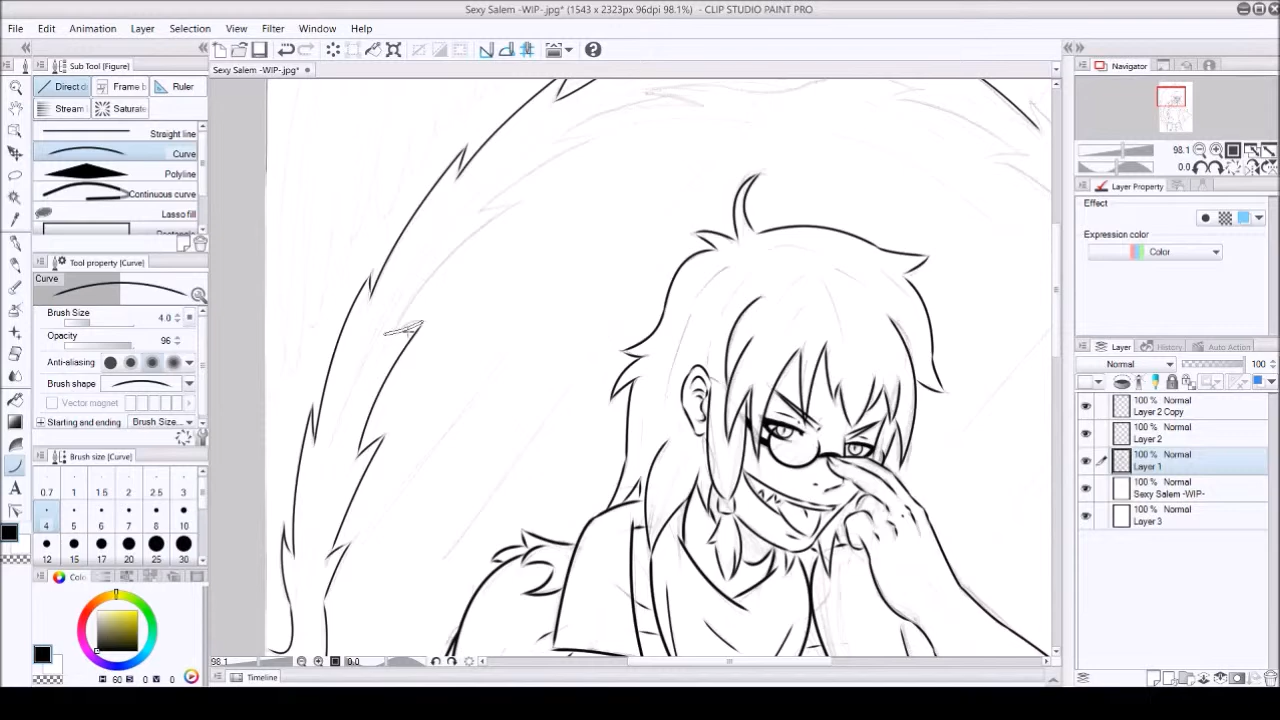 Sexy Salem -WIP-.jpg* (1543 x 2323px 96dpi 98.1%) - CLIP STUDIO PAINT PRO
File Edit Animation Layer Selection View Filter Window Help
Sub Tool [Figure]
Sexy Salem -WIP-.jpg*
Navigator
Direct d Frame b Ruler
Stream Saturate
Straight line
Curve
Polyline
Continuous curve
Lasso fill
98.1
0.0
Layer Property
Effect
Expression color
Color
Tool property [Curve]
Curve
Brush Size 4.0
Opacity 96
Anti-aliasing
Brush shape
Vector magnet
Starting and ending Brush Size...
Layer History Auto Action
Normal 100
100 % Normal
Layer 2 Copy
100 % Normal
Layer 2
100 % Normal
Layer 1
100 % Normal
Sexy Salem -WIP-
100 % Normal
Layer 3
Brush size [Curve]
0.7 1 1.5 2 2.5 3
4 5 6 7 8 10
12 15 17 20 25 30
Colo
H 60 S 0 V 0
98.1 0.0
Timeline